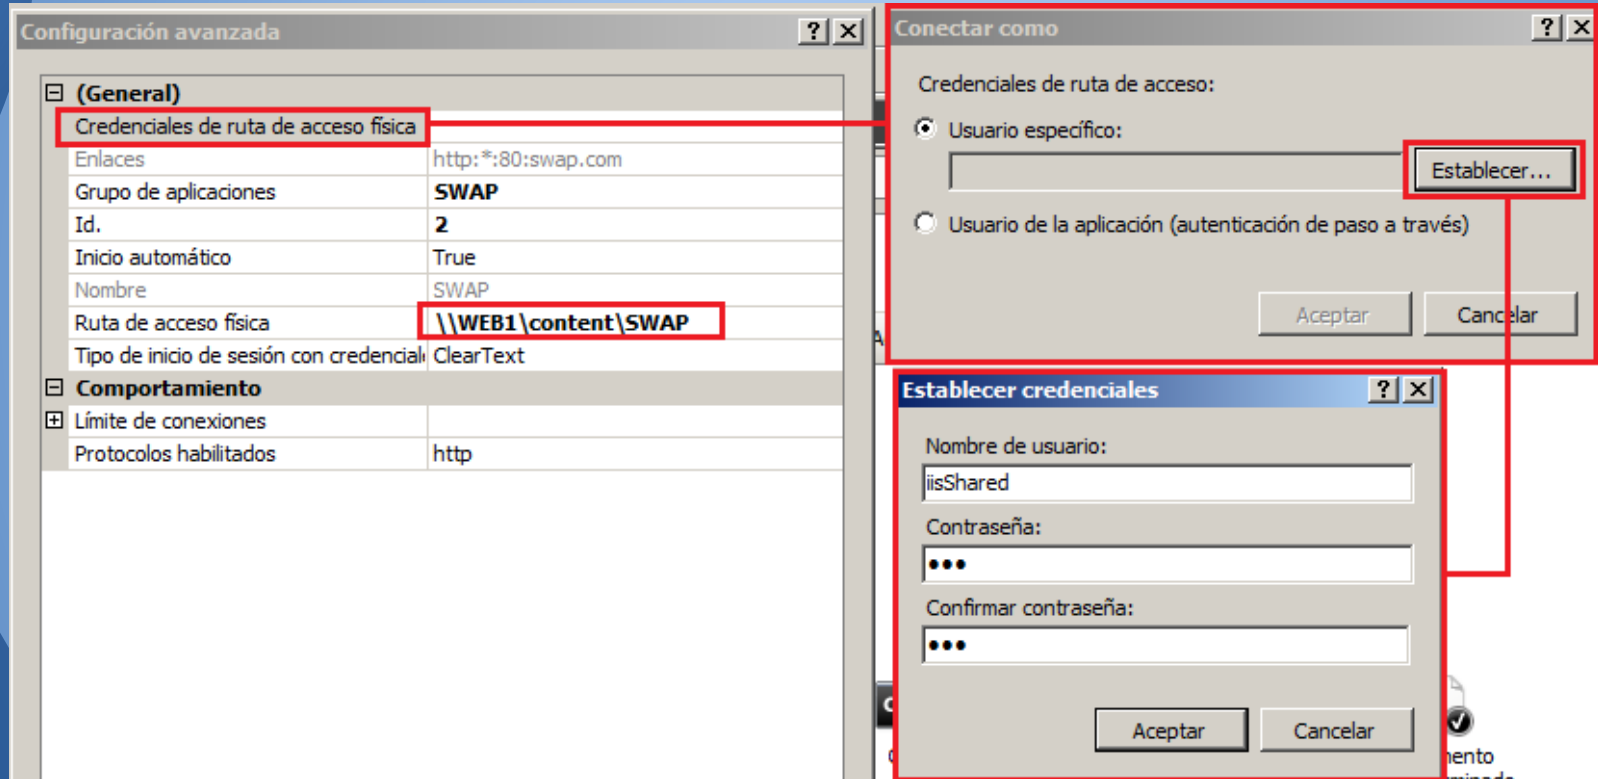 Configuración avanzada
(General)
Credenciales de ruta de acceso física
Enlaces http:*:80:swap.com
Grupo de aplicaciones SWAP
Id. 2
Inicio automático True
Nombre SWAP
Ruta de acceso física \\WEB1\content\SWAP
Tipo de inicio de sesión con credencial ClearText
Comportamiento
Límite de conexiones
Protocolos habilitados http
Conectar como
Credenciales de ruta de acceso:
Usuario específico:
Establecer...
Usuario de la aplicación (autenticación de paso a través)
Aceptar Cancelar
Establecer credenciales
Nombre de usuario:
iisShared
Contraseña:
•••
Confirmar contraseña:
•••
Aceptar Cancelar